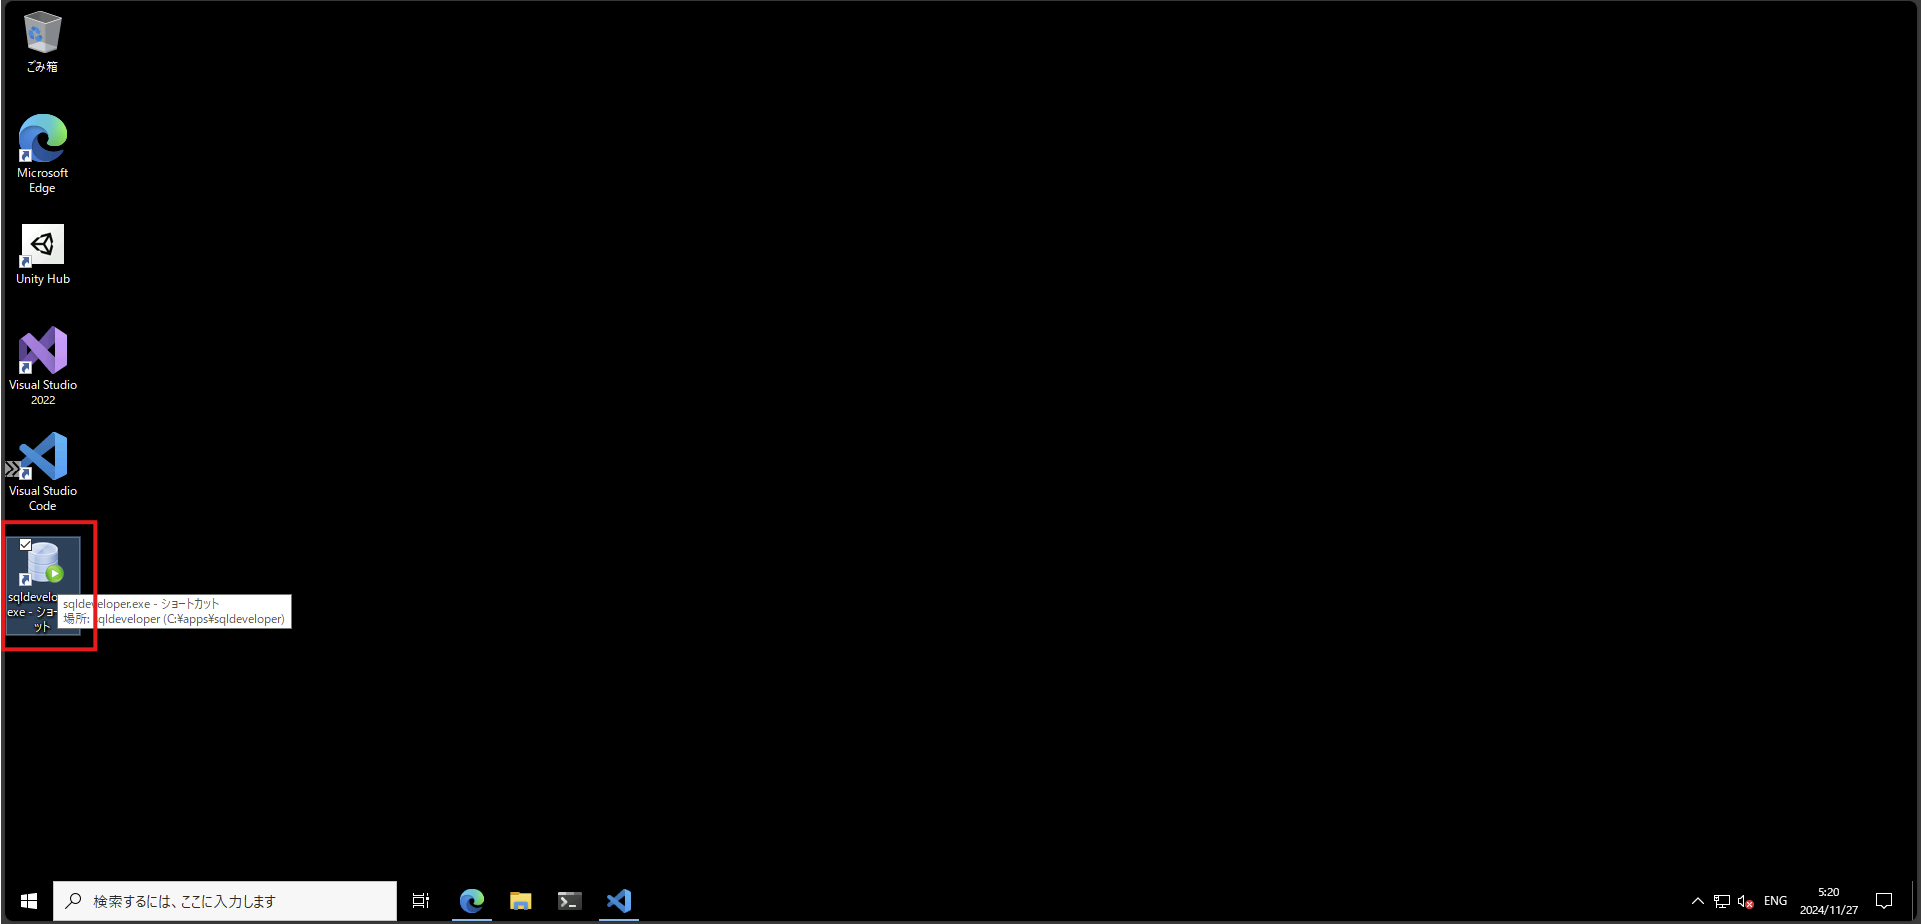 ごみ箱
Microsoft
Edge
Unity Hub
Visual Studio
2022
Visual Studio
Code
sqldevelo
exe - ショー
ット
sqldeveloper.exe - ショートカット
場所: sqldeveloper (C:¥apps¥sqldeveloper)
検索するには、ここに入力します
ENG
5:20
2024/11/27